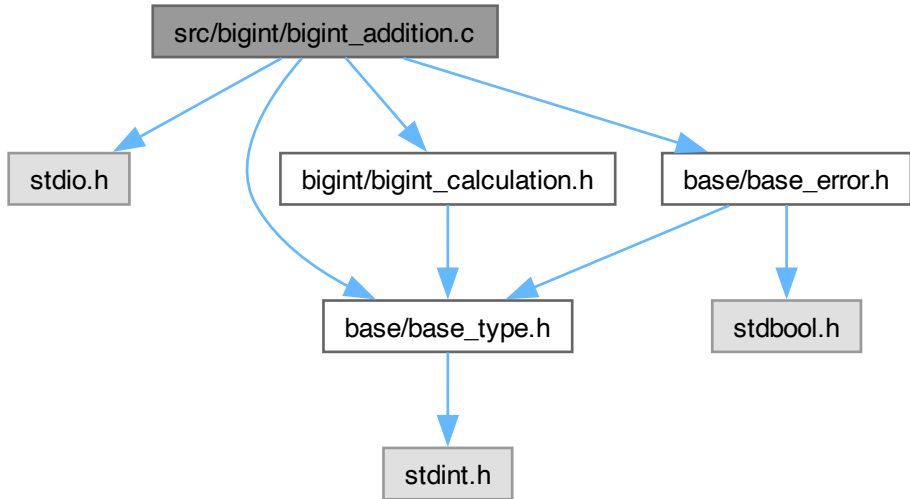 src/bigint/bigint_addition.c
stdio.h
bigint/bigint_calculation.h
base/base_error.h
base/base_type.h
stdbool.h
stdint.h